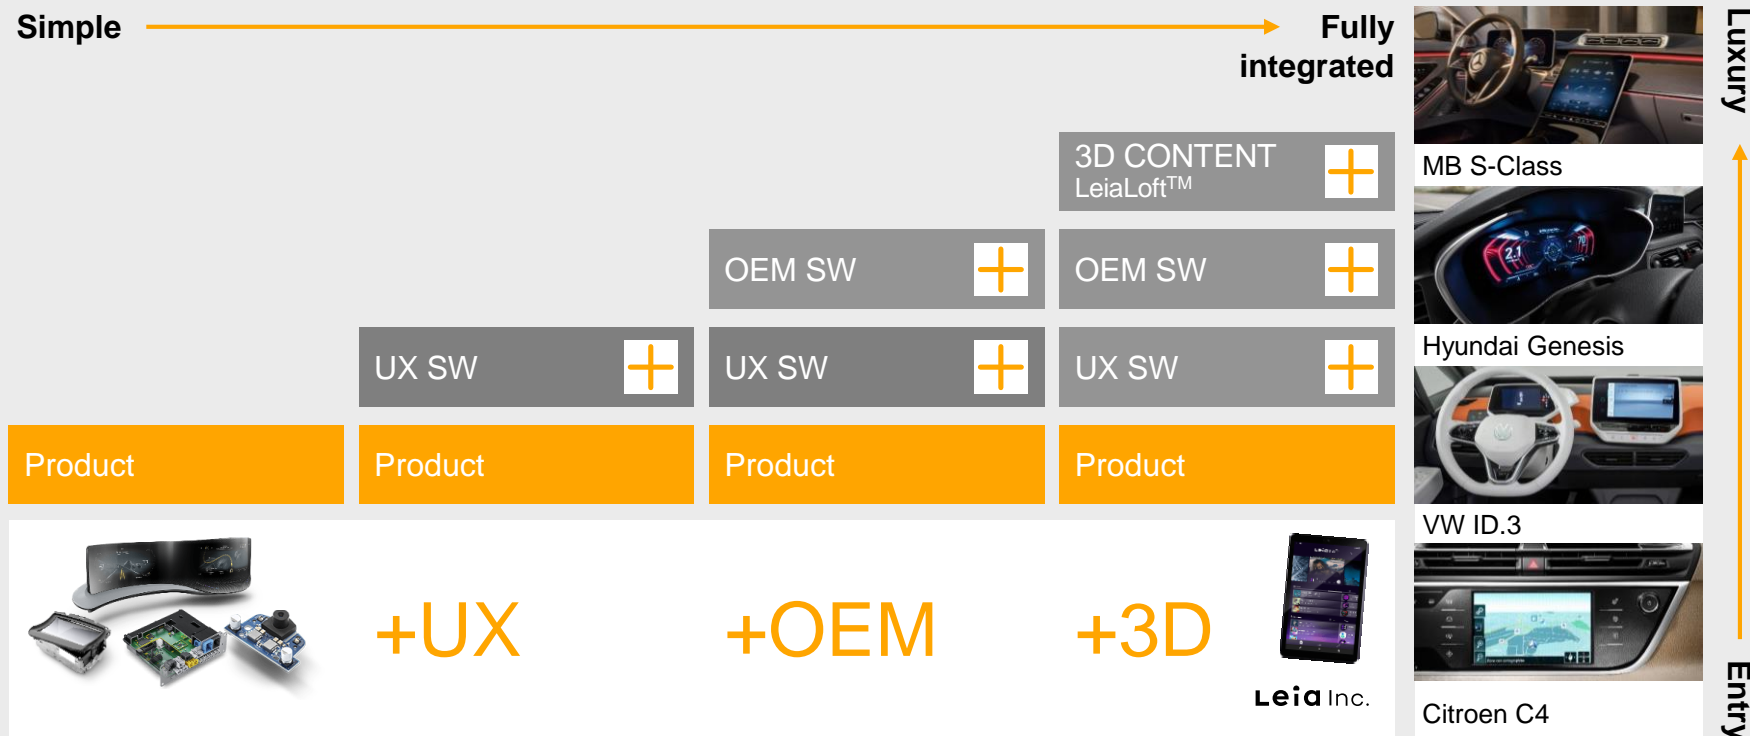 Simple
Fully
integrated
3D CONTENT
LeiaLoft™
OEM SW
OEM SW
UX SW
UX SW
UX SW
Product
Product
Product
Product
+UX
+OEM
+3D
Leia Inc.
MB S-Class
Hyundai Genesis
VW ID.3
Citroen C4
Luxury
Entry